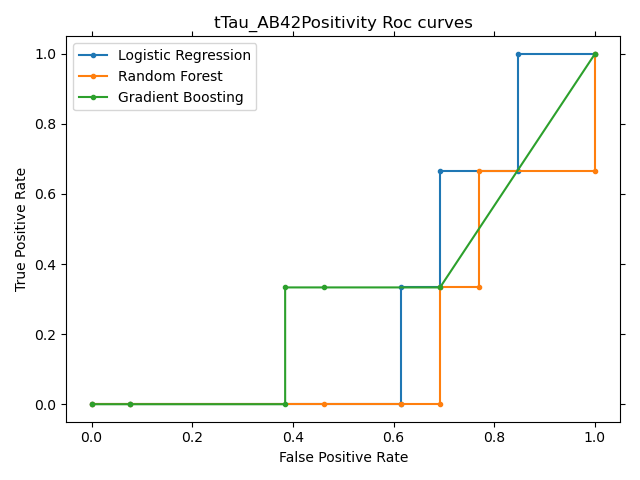 tTau_AB42Positivity Roc curves
Logistic Regression
Random Forest
Gradient Boosting
True Positive Rate
1.0
0.8
0.6
0.4
0.2
0.0
0.0 0.2 0.4 0.6 0.8 1.0
False Positive Rate